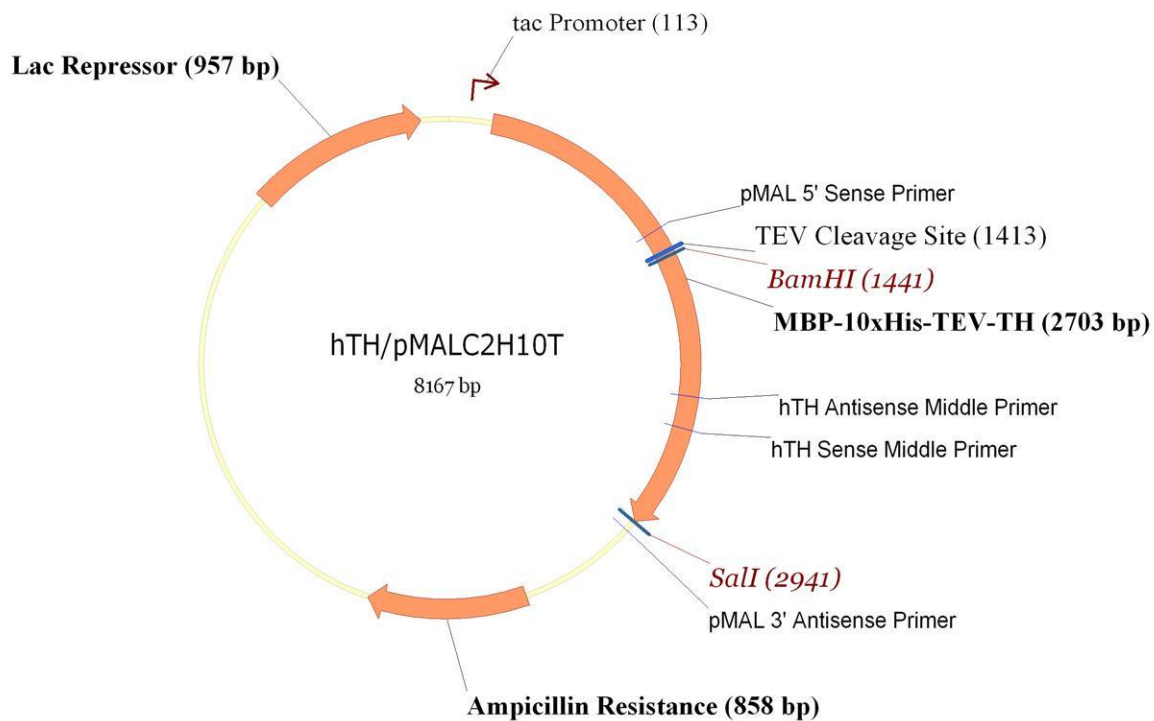 tac Promoter (113)
Lac Repressor (957 bp)
pMAL 5' Sense Primer
TEV Cleavage Site (1413)
BamHI (1441)
MBP-10xHis-TEV-TH (2703 bp)
hTH/pMALC2H10T
8167 bp
hTH Antisense Middle Primer
hTH Sense Middle Primer
SalI (2941)
pMAL 3' Antisense Primer
Ampicillin Resistance (858 bp)